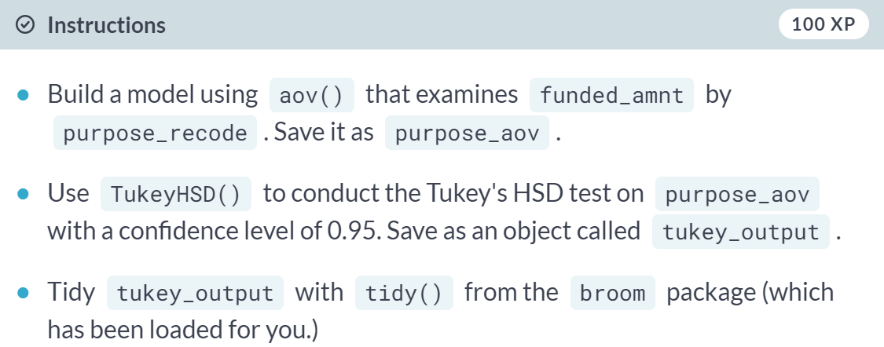 Instructions 100 XP
Build a model using aov() that examines funded_amnt by
purpose_recode . Save it as purpose_aov .
Use TukeyHSD() to conduct the Tukey's HSD test on purpose_aov
with a confidence level of 0.95. Save as an object called tukey_output .
Tidy tukey_output with tidy() from the broom package (which
has been loaded for you.)